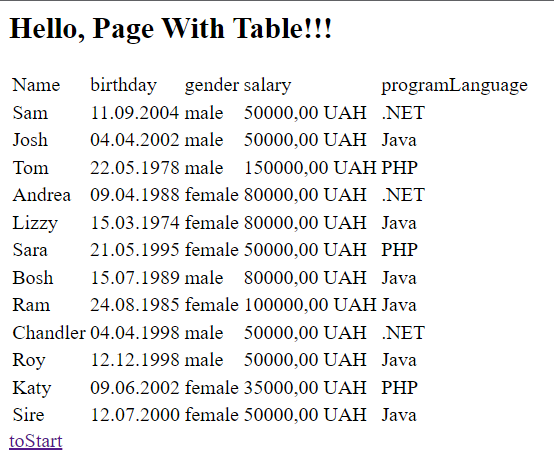 Hello, Page With Table!!!
Name birthday gender salary programLanguage
Sam 11.09.2004 male 50000,00 UAH .NET
Josh 04.04.2002 male 50000,00 UAH Java
Tom 22.05.1978 male 150000,00 UAH PHP
Andrea 09.04.1988 female 80000,00 UAH .NET
Lizzy 15.03.1974 female 80000,00 UAH Java
Sara 21.05.1995 female 50000,00 UAH PHP
Bosh 15.07.1989 male 80000,00 UAH Java
Ram 24.08.1985 female 100000,00 UAH Java
Chandler 04.04.1998 male 50000,00 UAH .NET
Roy 12.12.1998 male 50000,00 UAH Java
Katy 09.06.2002 female 35000,00 UAH PHP
Sire 12.07.2000 female 50000,00 UAH Java
toStart